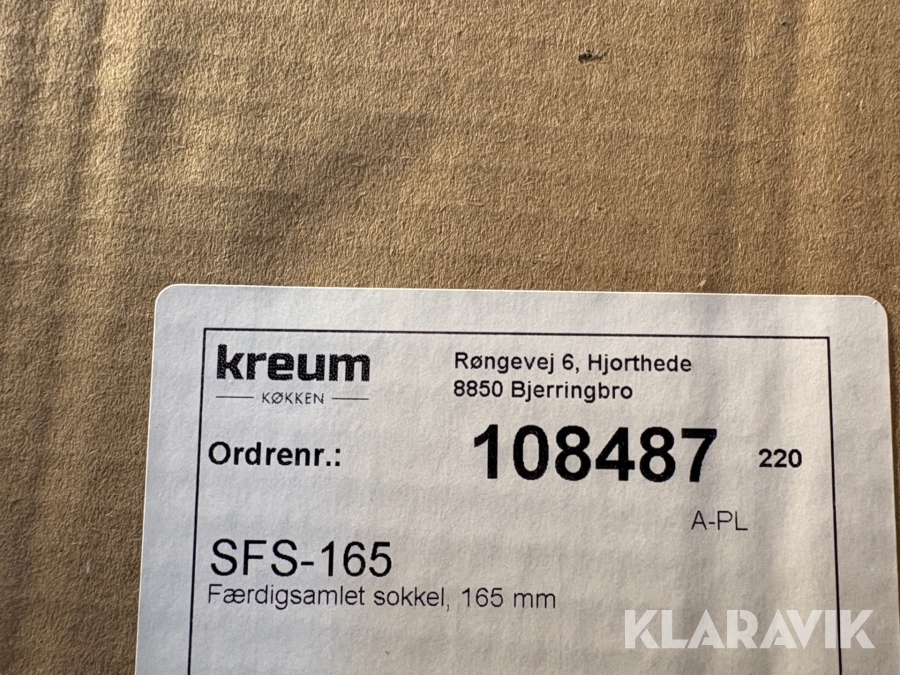 kreum
KØKKEN
Røngevej 6, Hjorthede
8850 Bjerringbro
Ordrenr.: 108487 220
A-PL
SFS-165
Færdigsamlet sokkel, 165 mm
KLARAVIK